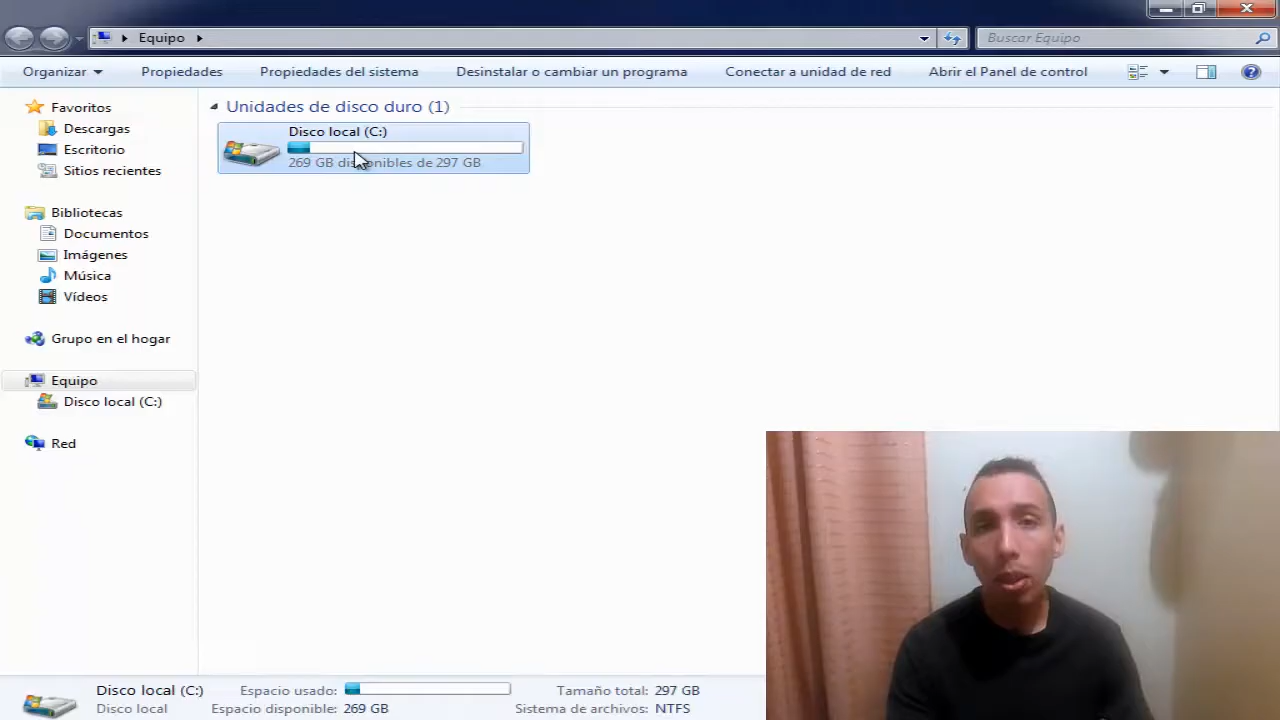 Equipo
Buscar Equipo
Organizar
Propiedades
Propiedades del sistema
Desinstalar o cambiar un programa
Conectar a unidad de red
Abrir el Panel de control
Favoritos
Descargas
Escritorio
Sitios recientes
Bibliotecas
Documentos
Imágenes
Música
Vídeos
Grupo en el hogar
Equipo
Disco local (C:)
Red
Unidades de disco duro (1)
Disco local (C:)
269 GB disponibles de 297 GB
Disco local (C:)
Disco local
Espacio usado:
Espacio disponible: 269 GB
Tamaño total: 297 GB
Sistema de archivos: NTFS